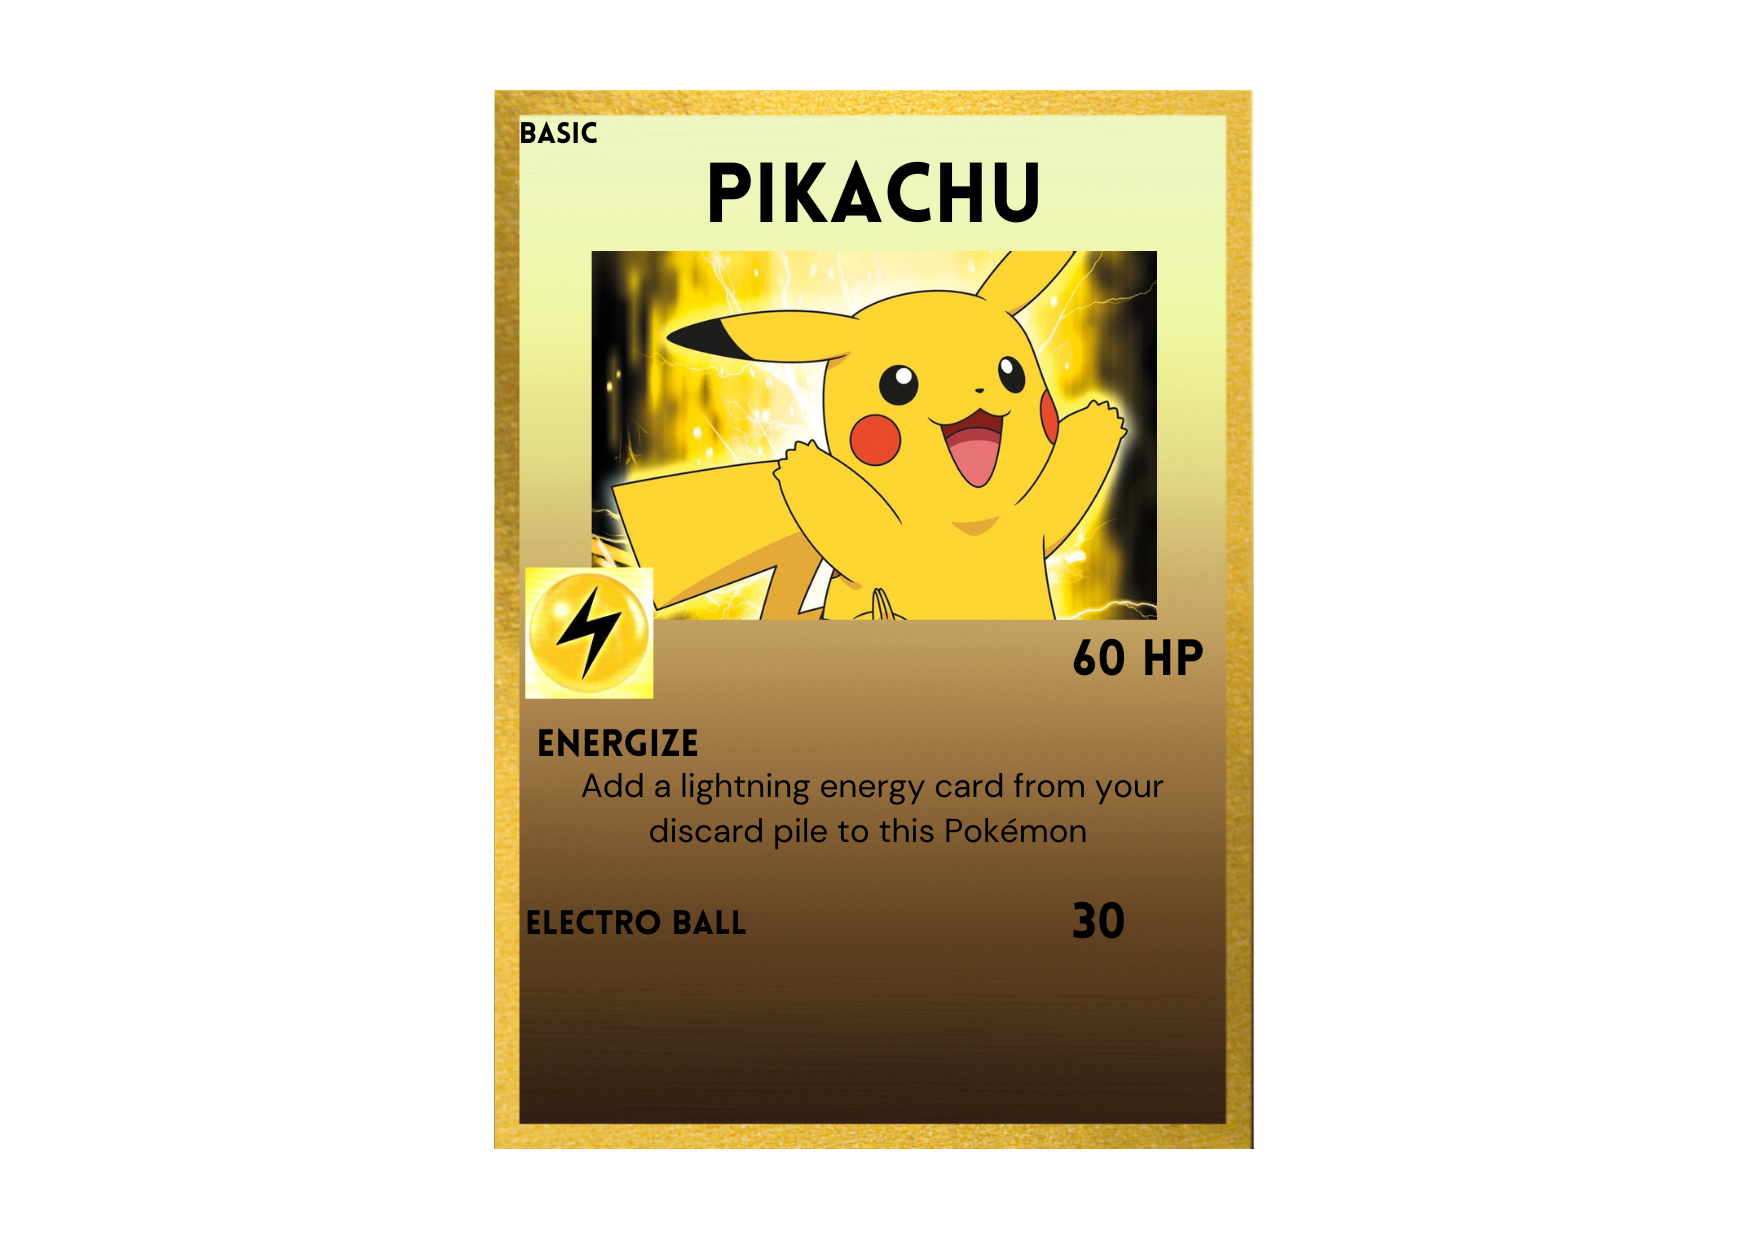 BASIC
PIKACHU
60 HP
ENERGIZE
Add a lightning energy card from your
discard pile to this Pokémon
ELECTRO BALL 30